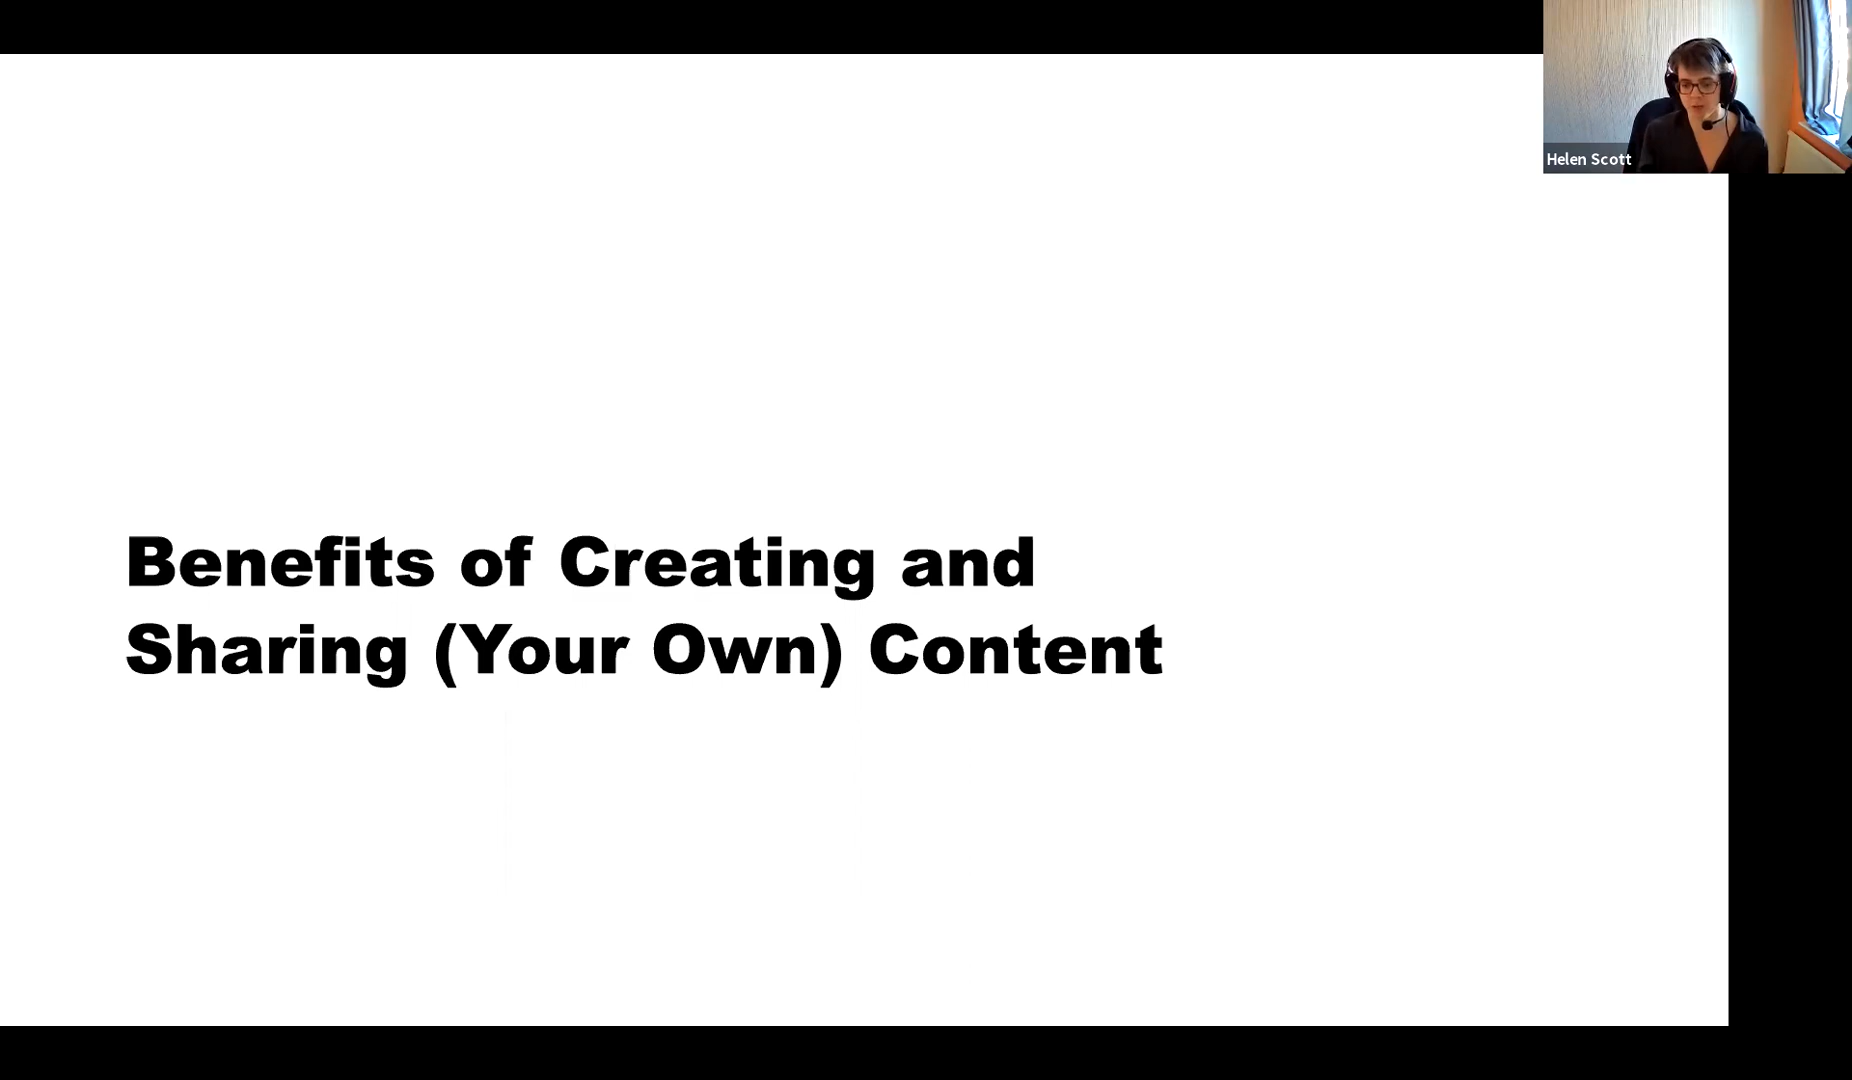 Helen Scott
Benefits of Creating and
Sharing (Your Own) Content